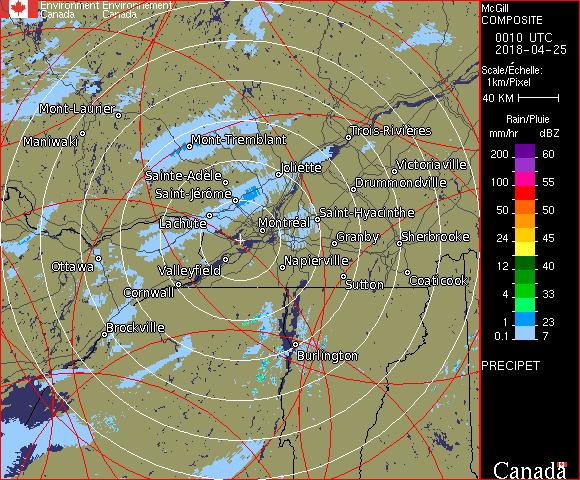 Environment Environnement
Canada Canada
McGill
COMPOSITE
0010 UTC
2018-04-25
Scale/Échelle:
1km/Pixel
40 KM
Rain/Pluie
mm/hr dBZ
200 60
150 57
100 55
50 50
24 45
12 40
4 33
1 23
0.1 7
PRECIPET
Canada
Mont-Laurier
Maniwaki
Mont-Tremblant
Trois-Rivières
Sainte-Adèle
Joliette
Victoriaville
Saint-Jérôme
Drummondville
Lachute
Montréal
Saint-Hyacinthe
Granby
Sherbrooke
Ottawa
Valleyfield
Napierville
Cornwall
Sutton
Coaticook
Brockville
Burlington